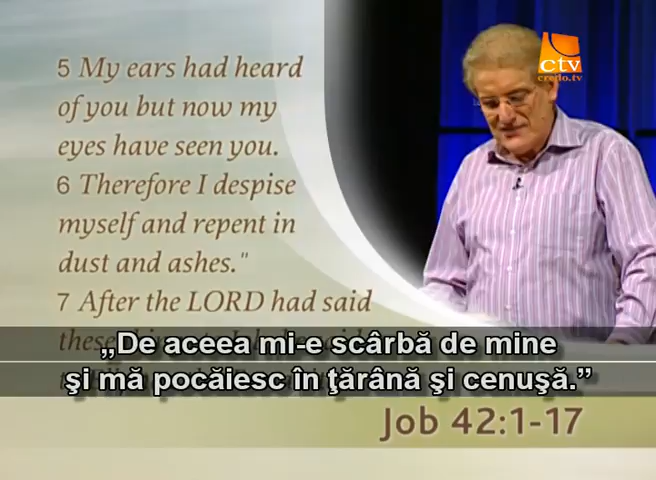 5 My ears had heard
of you but now my
eyes have seen you.
6 Therefore I despise
myself and repent in
dust and ashes."
7 After the LORD had said
„De aceea mi-e scârbă de mine
şi mă pocăiesc în ţărână şi cenuşă.”
Job 42:1-17
ctv
credo.tv